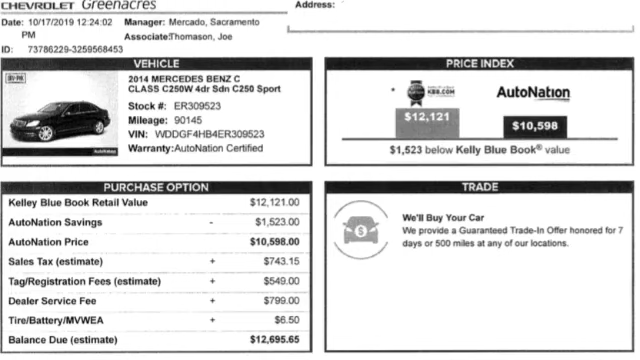 CHEVROLET Greenacres
Address:
Date: 10/17/2019 12:24:02 PM
Manager: Mercado, Sacramento
Associate: Thomason, Joe
ID: 73786229-3259568453
VEHICLE
2014 MERCEDES BENZ C
CLASS C250W 4dr Sdn C250 Sport
Stock #: ER309523
Mileage: 90145
VIN: WDDGF4HB4ER309523
Warranty:AutoNation Certified
AutoNation
PRICE INDEX
KBB.COM
AutoNation
$12,121
$10,598
$1,523 below Kelly Blue Book® value
PURCHASE OPTION
Kelley Blue Book Retail Value $12,121.00
AutoNation Savings - $1,523.00
AutoNation Price $10,598.00
Sales Tax (estimate) + $743.15
Tag/Registration Fees (estimate) + $549.00
Dealer Service Fee + $799.00
Tire/Battery/MVWEA + $6.50
Balance Due (estimate) $12,695.65
TRADE
$
We'll Buy Your Car
We provide a Guaranteed Trade-In Offer honored for 7
days or 500 miles at any of our locations.